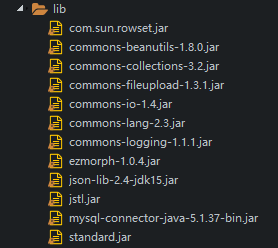 lib
com.sun.rowset.jar
commons-beanutils-1.8.0.jar
commons-collections-3.2.jar
commons-fileupload-1.3.1.jar
commons-io-1.4.jar
commons-lang-2.3.jar
commons-logging-1.1.1.jar
ezmorph-1.0.4.jar
json-lib-2.4-jdk15.jar
jstl.jar
mysql-connector-java-5.1.37-bin.jar
standard.jar